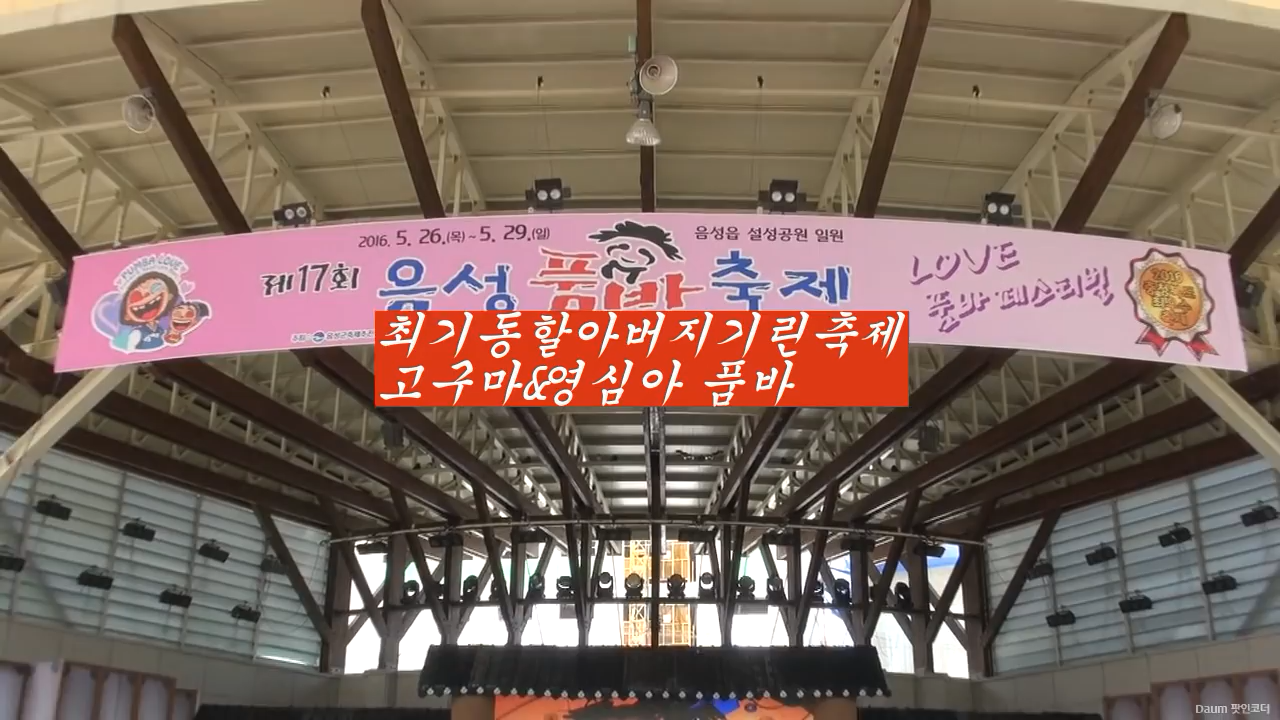 2016. 5. 26.(목) ~ 5. 29.(일)
음성읍 설성공원 일원
PUMBA LOVE
제17회 음성 품바 축제
LOVE
품바 페스티벌
2016
최기동할아버지기린축제
고구마&영심아 품바
Daum 팟인코더